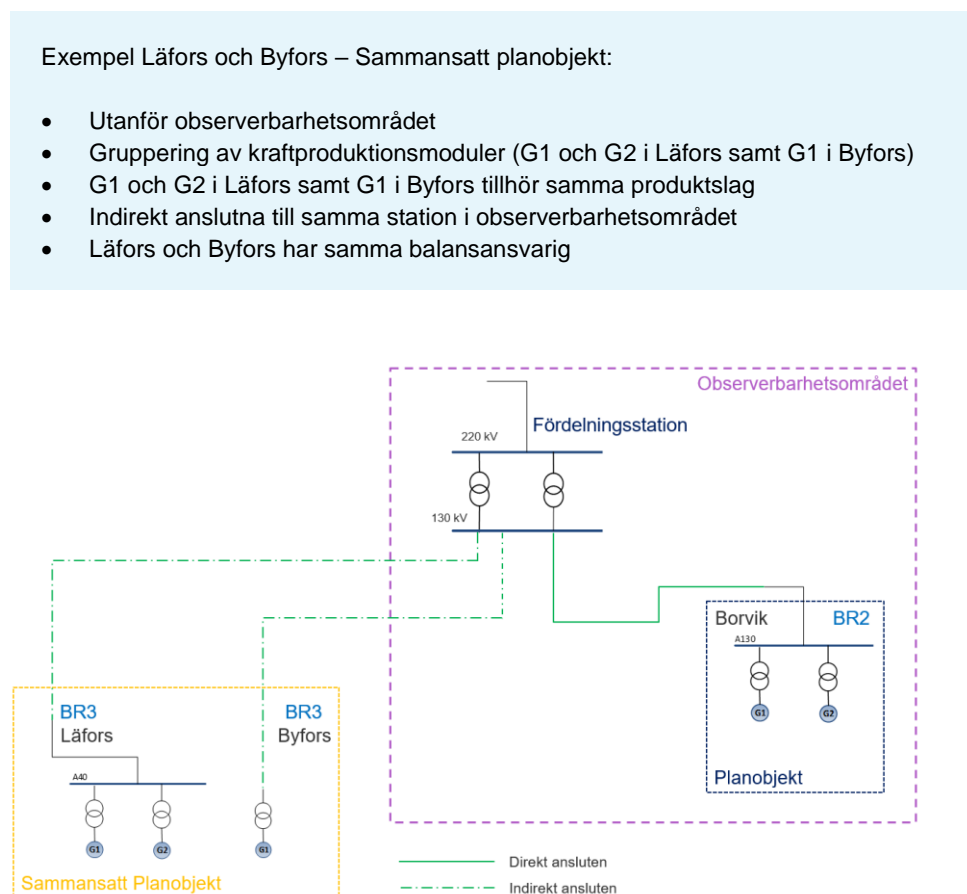 Exempel Läfors och Byfors – Sammansatt planobjekt:
• Utanför observerbarhetsområdet
• Gruppering av kraftproduktionsmoduler (G1 och G2 i Läfors samt G1 i Byfors)
• G1 och G2 i Läfors samt G1 i Byfors tillhör samma produktslag
• Indirekt anslutna till samma station i observerbarhetsområdet
• Läfors och Byfors har samma balansansvarig
Observerbarhetsområdet
Fördelningsstation
220 kV
130 kV
Borvik BR2
A130
G1 G2
Planobjekt
BR3 BR3
Läfors Byfors
A40
G1 G2 G1
Sammansatt Planobjekt
Direkt ansluten
Indirekt ansluten